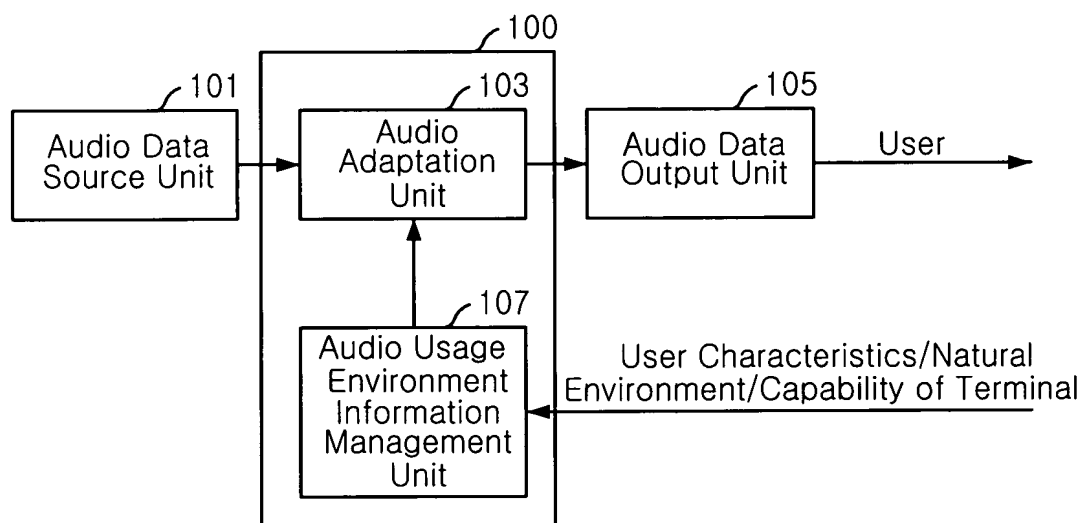 100
101
103
105
Audio Data
Source Unit
Audio
Adaptation
Unit
Audio Data
Output Unit
User
107
Audio Usage
Environment
Information
Management
Unit
User Characteristics/Natural
Environment/Capability of Terminal